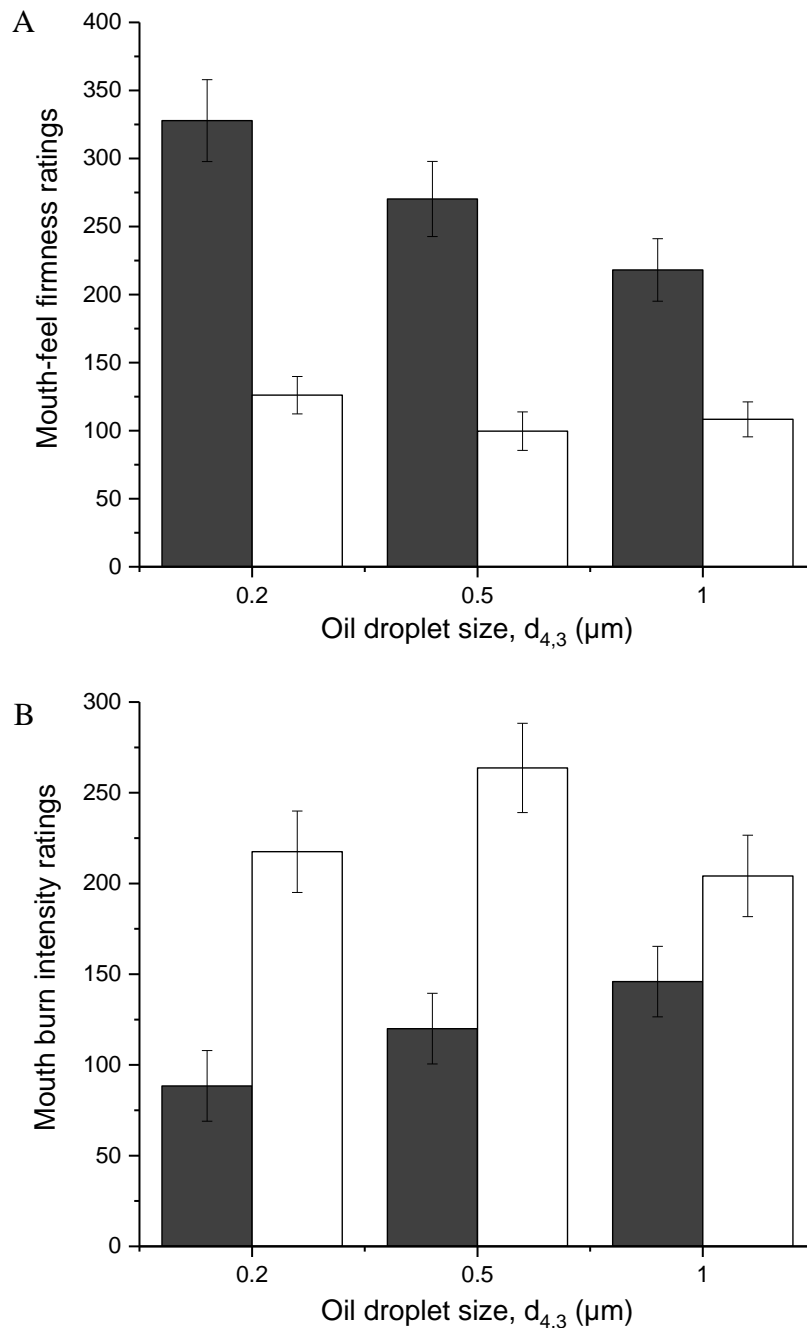 A
400
350
300
250
200
150
100
50
0
Mouth-feel firmness ratings
0.2 0.5 1
Oil droplet size, d4,3 (μm)
B
300
250
200
150
100
50
0
Mouth burn intensity ratings
0.2 0.5 1
Oil droplet size, d4,3 (μm)